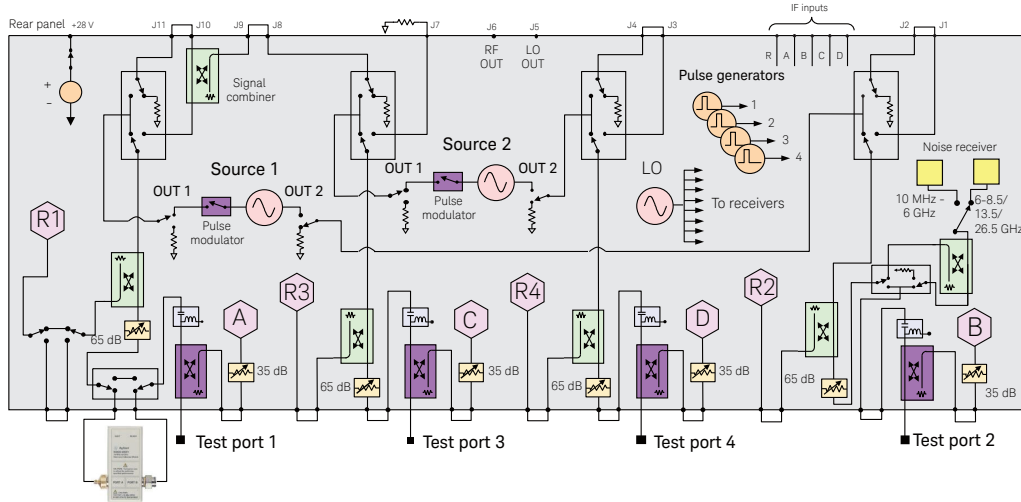 Rear panel
+28 V
J11
J10
J9
J8
J7
J6
J5
J4
J3
J2
J1
RF
OUT
LO
OUT
IF inputs
R
A
B
C
D
+
-
Signal
combiner
Pulse generators
1
2
3
4
Source 1
OUT 1
OUT 2
Pulse
modulator
Source 2
OUT 1
OUT 2
Pulse
modulator
LO
To receivers
Noise receiver
10 MHz -
6 GHz
6-8.5/
13.5/
26.5 GHz
R1
R3
R4
R2
A
C
D
B
65 dB
35 dB
65 dB
35 dB
65 dB
35 dB
65 dB
35 dB
Test port 1
Test port 3
Test port 4
Test port 2